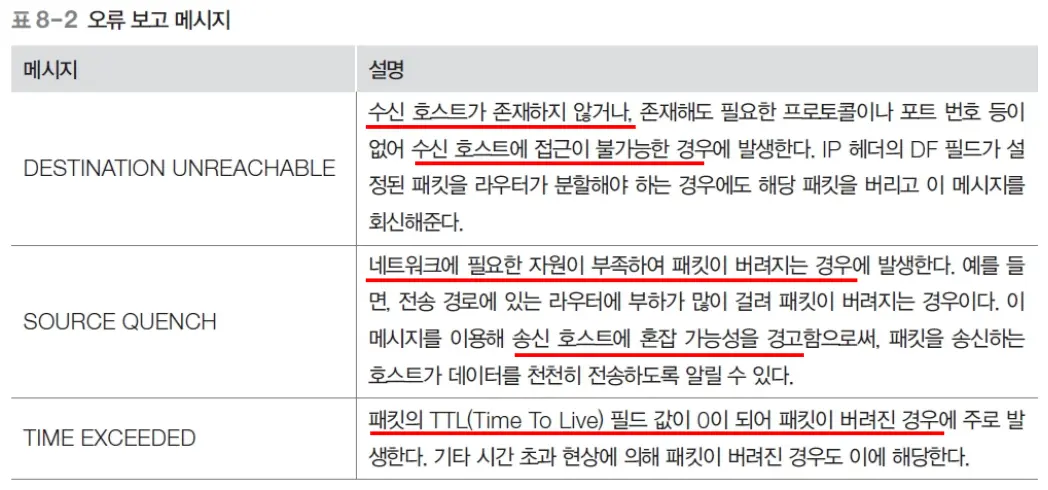 표 8-2 오류 보고 메시지
메시지
설명
DESTINATION UNREACHABLE
수신 호스트가 존재하지 않거나, 존재해도 필요한 프로토콜이나 포트 번호 등이
없어 수신 호스트에 접근이 불가능한 경우에 발생한다. IP 헤더의 DF 필드가 설
정된 패킷을 라우터가 분할해야 하는 경우에도 해당 패킷을 버리고 이 메시지를
회신해준다.
SOURCE QUENCH
네트워크에 필요한 자원이 부족하여 패킷이 버려지는 경우에 발생한다. 예를 들
면, 전송 경로에 있는 라우터에 부하가 많이 걸려 패킷이 버려지는 경우이다. 이
메시지를 이용해 송신 호스트에 혼잡 가능성을 경고함으로써, 패킷을 송신하는
호스트가 데이터를 천천히 전송하도록 알릴 수 있다.
TIME EXCEEDED
패킷의 TTL(Time To Live) 필드 값이 0이 되어 패킷이 버려진 경우에 주로 발
생한다. 기타 시간 초과 현상에 의해 패킷이 버려진 경우도 이에 해당한다.